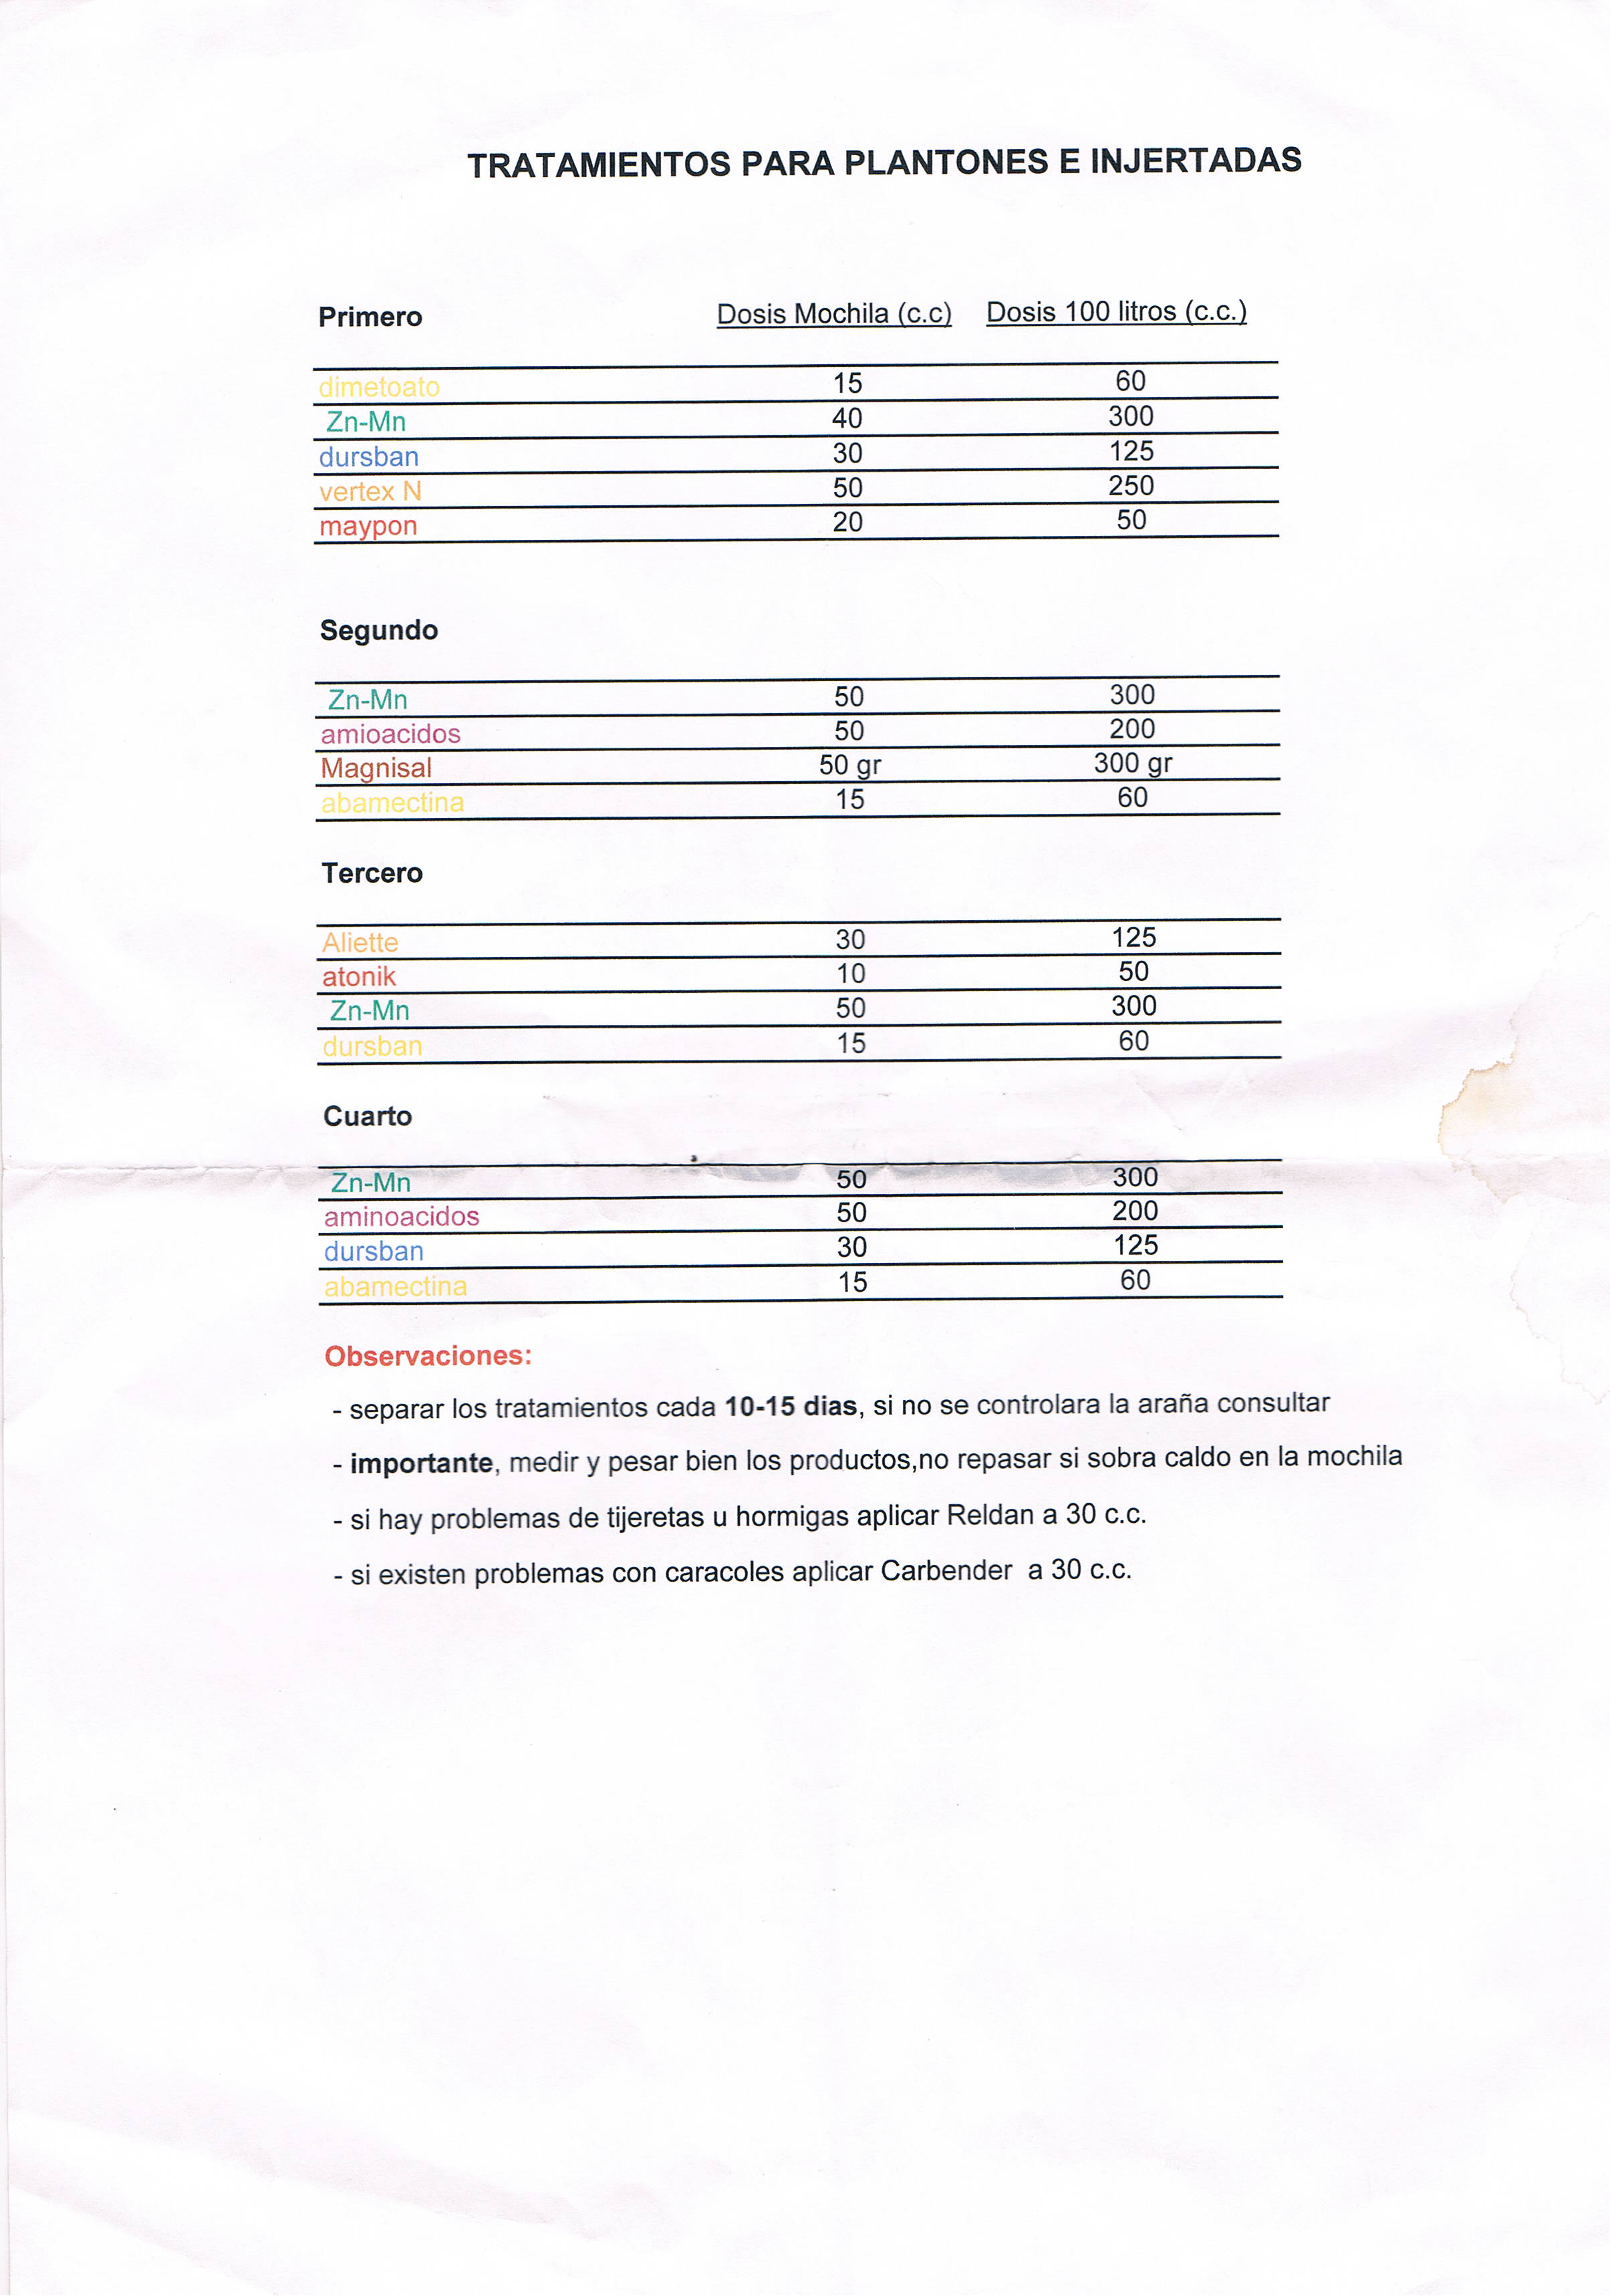 TRATAMIENTOS PARA PLANTONES E INJERTADAS
Primero Dosis Mochila (c.c) Dosis 100 litros (c.c.)
dimetoato 15 60
Zn-Mn 40 300
dursban 30 125
vertex N 50 250
maypon 20 50
Segundo
Zn-Mn 50 300
amioacidos 50 200
Magnisal 50 gr 300 gr
abamectina 15 60
Tercero
Aliette 30 125
atonik 10 50
Zn-Mn 50 300
dursban 15 60
Cuarto
Zn-Mn 50 300
aminoacidos 50 200
dursban 30 125
abamectina 15 60
Observaciones:
- separar los tratamientos cada 10-15 dias, si no se controlara la araña consultar
- importante, medir y pesar bien los productos,no repasar si sobra caldo en la mochila
- si hay problemas de tijeretas u hormigas aplicar Reldan a 30 c.c.
- si existen problemas con caracoles aplicar Carbender a 30 c.c.